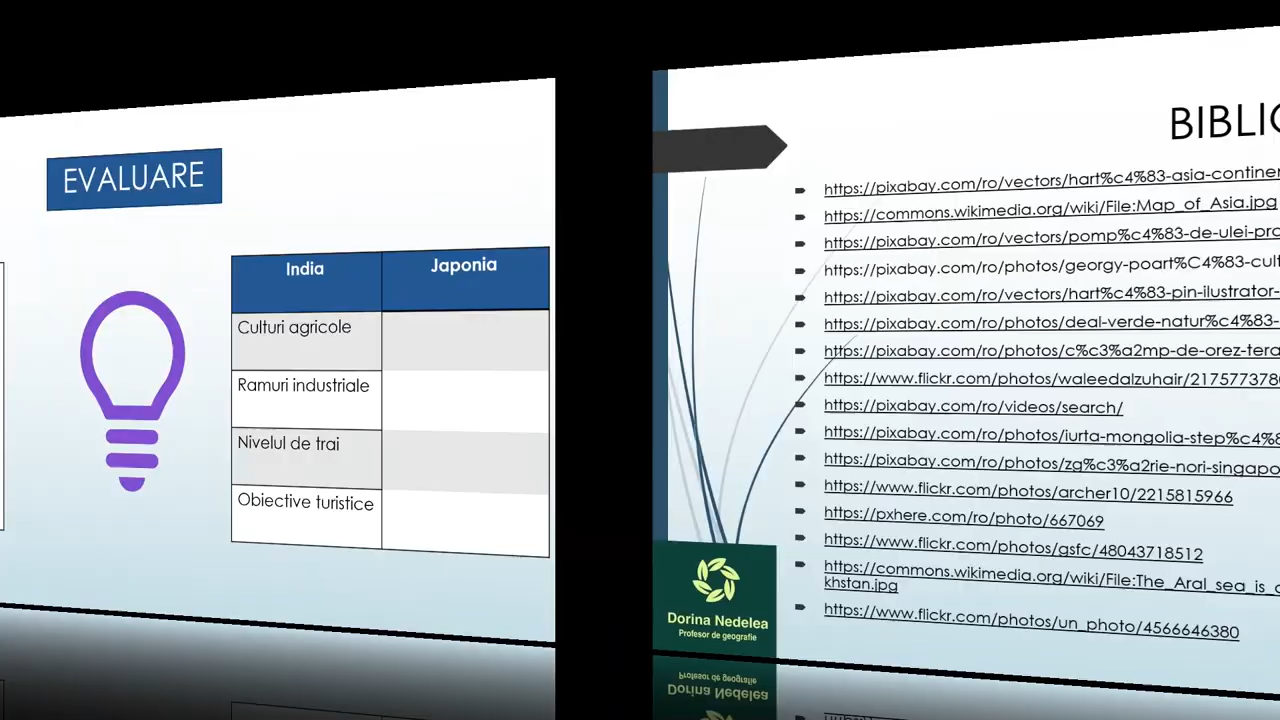 EVALUARE
India Japonia
Culturi agricole
Ramuri industriale
Nivelul de trai
Obiective turistice
https://pixabay.com/ro/vectors/hart%c4%83-asia-continen
https://commons.wikimedia.org/wiki/File:Map_of_Asia.jpg
https://pixabay.com/ro/vectors/pomp%c4%83-de-ulei-pro
https://pixabay.com/ro/photos/georgy-poart%C4%83-cult
https://pixabay.com/ro/vectors/hart%c4%83-pin-ilustrator-
https://pixabay.com/ro/photos/deal-verde-natur%c4%83-
https://pixabay.com/ro/photos/c%c3%a2mp-de-orez-tera
https://www.flickr.com/photos/waleedalzuhair/2175773780
https://pixabay.com/ro/videos/search/
https://pixabay.com/ro/photos/iurta-mongolia-step%c4%8
https://pixabay.com/ro/photos/zg%c3%a2rie-nori-singapo
https://www.flickr.com/photos/archer10/2215815966
https://pxhere.com/ro/photo/667069
https://www.flickr.com/photos/gsfc/48043718512
https://commons.wikimedia.org/wiki/File:The_Aral_sea_is_
khstan.jpg
https://www.flickr.com/photos/un_photo/4566646380
Dorina Nedelea
Profesor de geografie